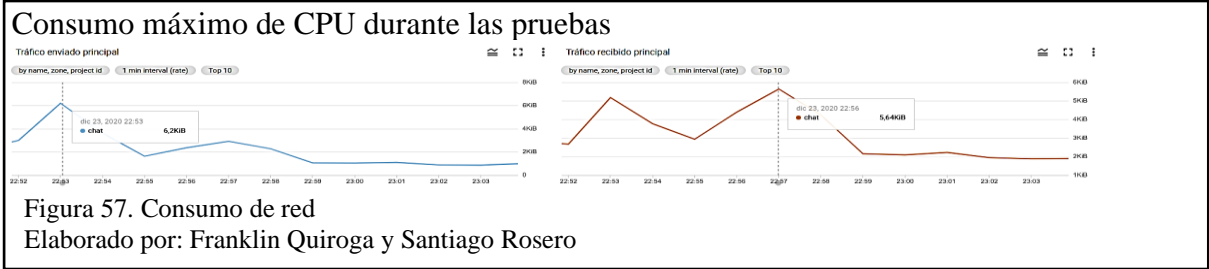 Consumo máximo de CPU durante las pruebas
Tráfico enviado principal
by name, zone, project id 1 min interval (rate) Top 10
8KiB
6KiB
4KiB
2KiB
0
dic 23, 2020 22:53
chat 6,2KiB
22:52 22:53 22:54 22:55 22:56 22:57 22:58 22:59 23:00 23:01 23:02 23:03
Tráfico recibido principal
by name, zone, project id 1 min interval (rate) Top 10
6KiB
5KiB
4KiB
3KiB
2KiB
1KiB
dic 23, 2020 22:56
chat 5,64KiB
22:52 22:53 22:54 22:55 22:56 22:57 22:58 22:59 23:00 23:01 23:02 23:03
Figura 57. Consumo de red
Elaborado por: Franklin Quiroga y Santiago Rosero